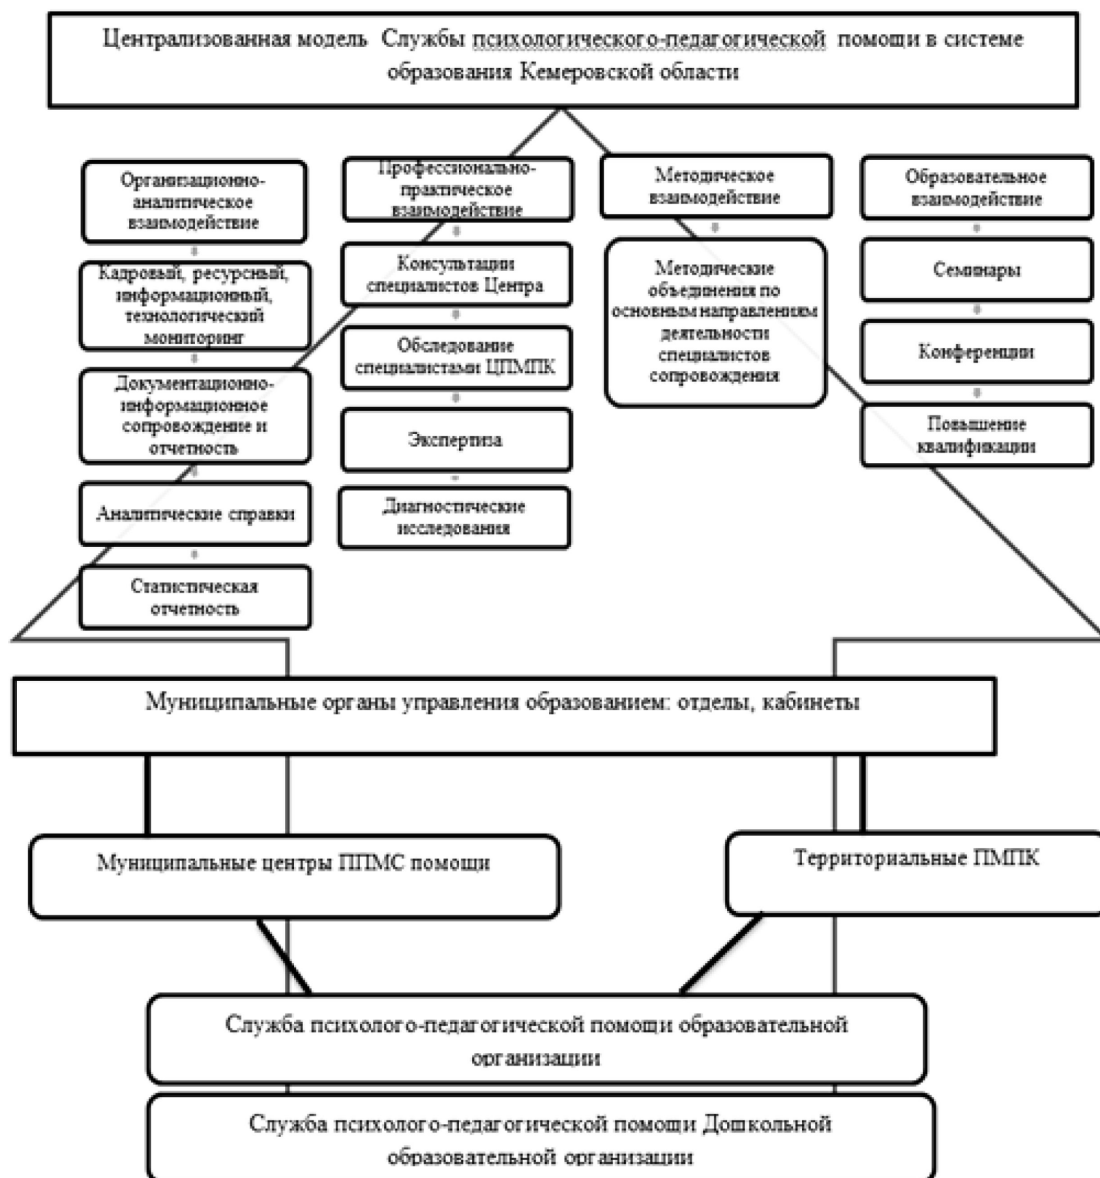 Централизованная модель Службы психологического-педагогической помощи в системе
образования Кемеровской области
Организационно-
аналитическое
взаимодействие
Кадровый, ресурсный,
информационный,
технологический
мониторинг
Документационно-
информационное
сопровождение и
отчетность
Аналитические справки
Статистическая
отчетность
Профессионально-
практическое
взаимодействие
Консультации
специалистов Центра
Обследование
специалистами ЦПМПК
Экспертиза
Диагностические
исследования
Методическое
взаимодействие
Методические
объединения по
основным направлениям
деятельности
специалистов
сопровождения
Образовательное
взаимодействие
Семинары
Конференции
Повышение
квалификации
Муниципальные органы управления образованием: отделы, кабинеты
Муниципальные центры ППМС помощи
Территориальные ПМПК
Служба психолого-педагогической помощи образовательной
организации
Служба психолого-педагогической помощи Дошкольной
образовательной организации